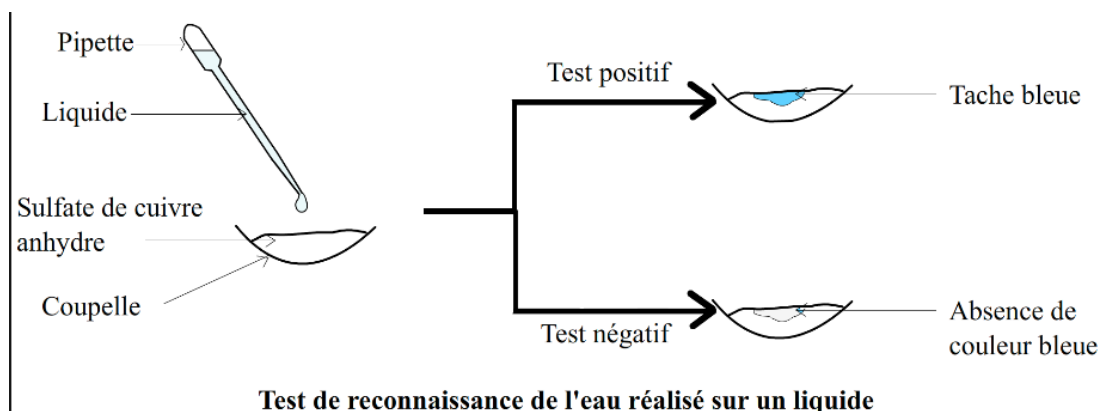 Pipette
Liquide
Sulfate de cuivre
anhydre
Coupelle
Test positif
Tache bleue
Test négatif
Absence de
couleur bleue
Test de reconnaissance de l'eau réalisé sur un liquide